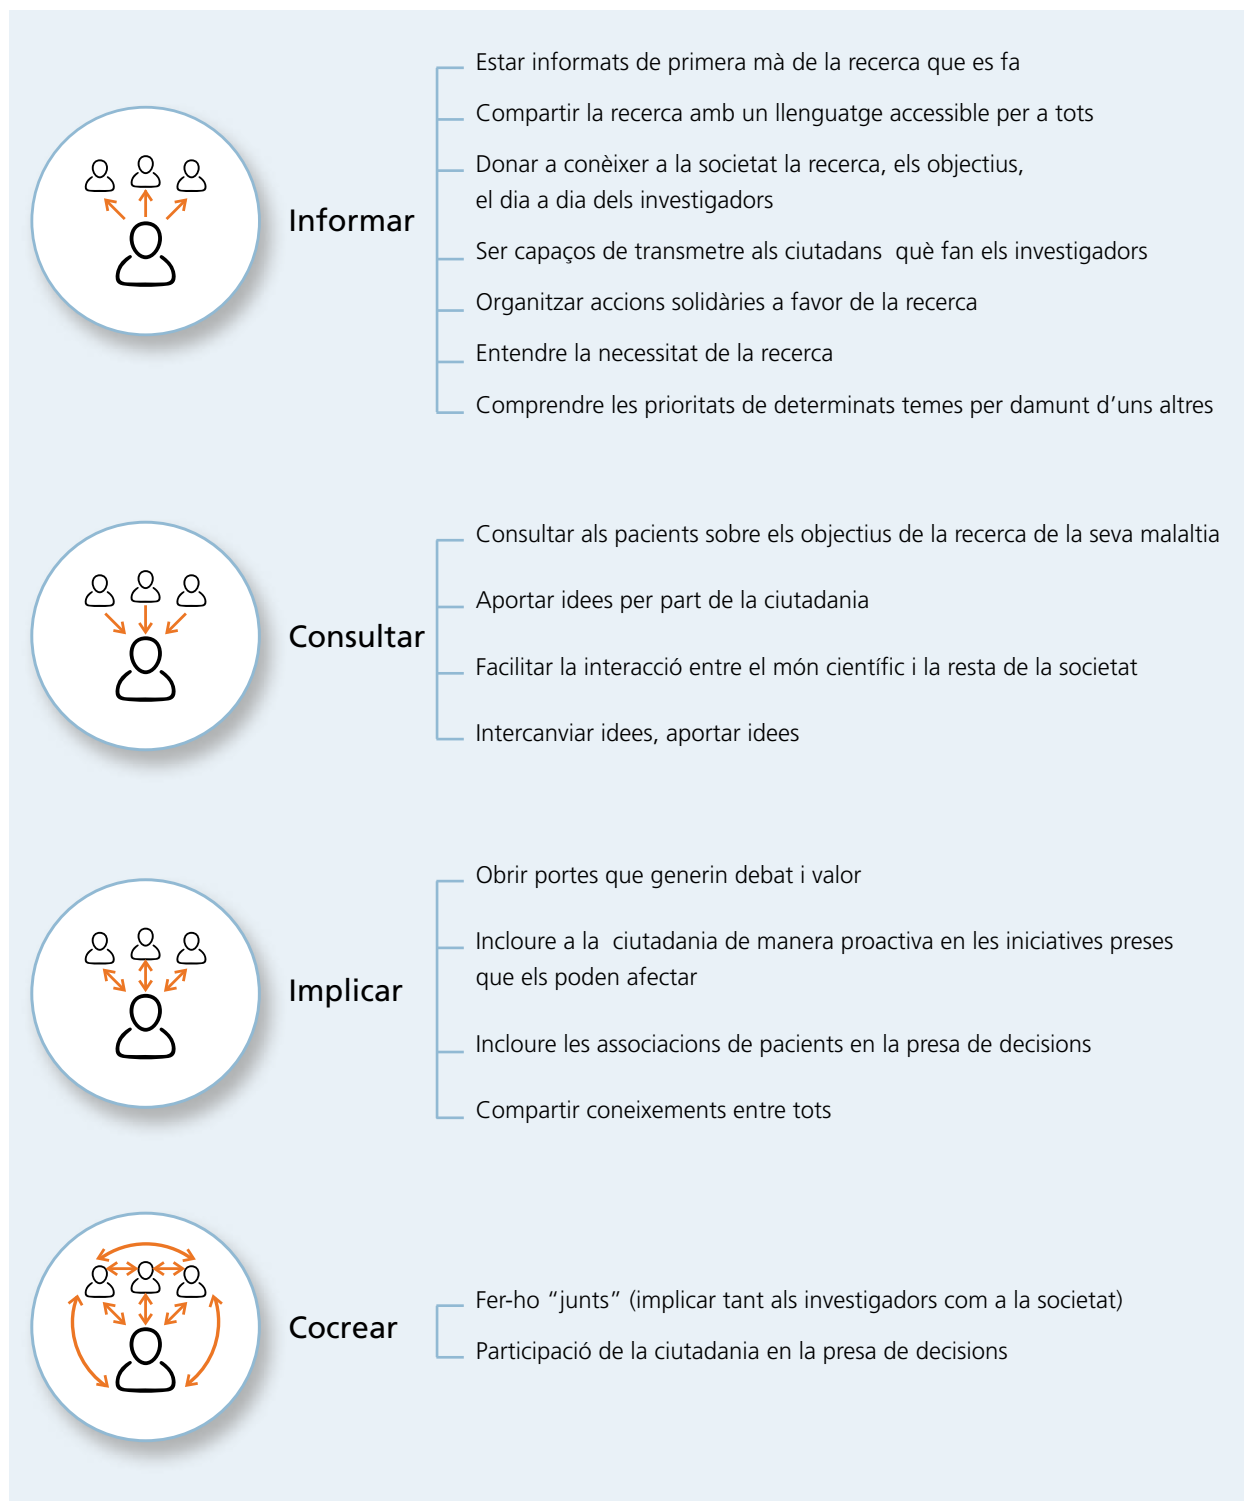 Informar
Estar informats de primera mà de la recerca que es fa
Compartir la recerca amb un llenguatge accessible per a tots
Donar a conèixer a la societat la recerca, els objectius,
el dia a dia dels investigadors
Ser capaços de transmetre als ciutadans  què fan els investigadors
Organitzar accions solidàries a favor de la recerca
Entendre la necessitat de la recerca
Comprendre les prioritats de determinats temes per damunt d’uns altres
Consultar
Consultar als pacients sobre els objectius de la recerca de la seva malaltia
Aportar idees per part de la ciutadania
Facilitar la interacció entre el món científic i la resta de la societat
Intercanviar idees, aportar idees
Implicar
Obrir portes que generin debat i valor
Incloure a la  ciutadania de manera proactiva en les iniciatives preses
que els poden afectar
Incloure les associacions de pacients en la presa de decisions
Compartir coneixements entre tots
Cocrear
Fer-ho “junts” (implicar tant als investigadors com a la societat)
Participació de la ciutadania en la presa de decisions